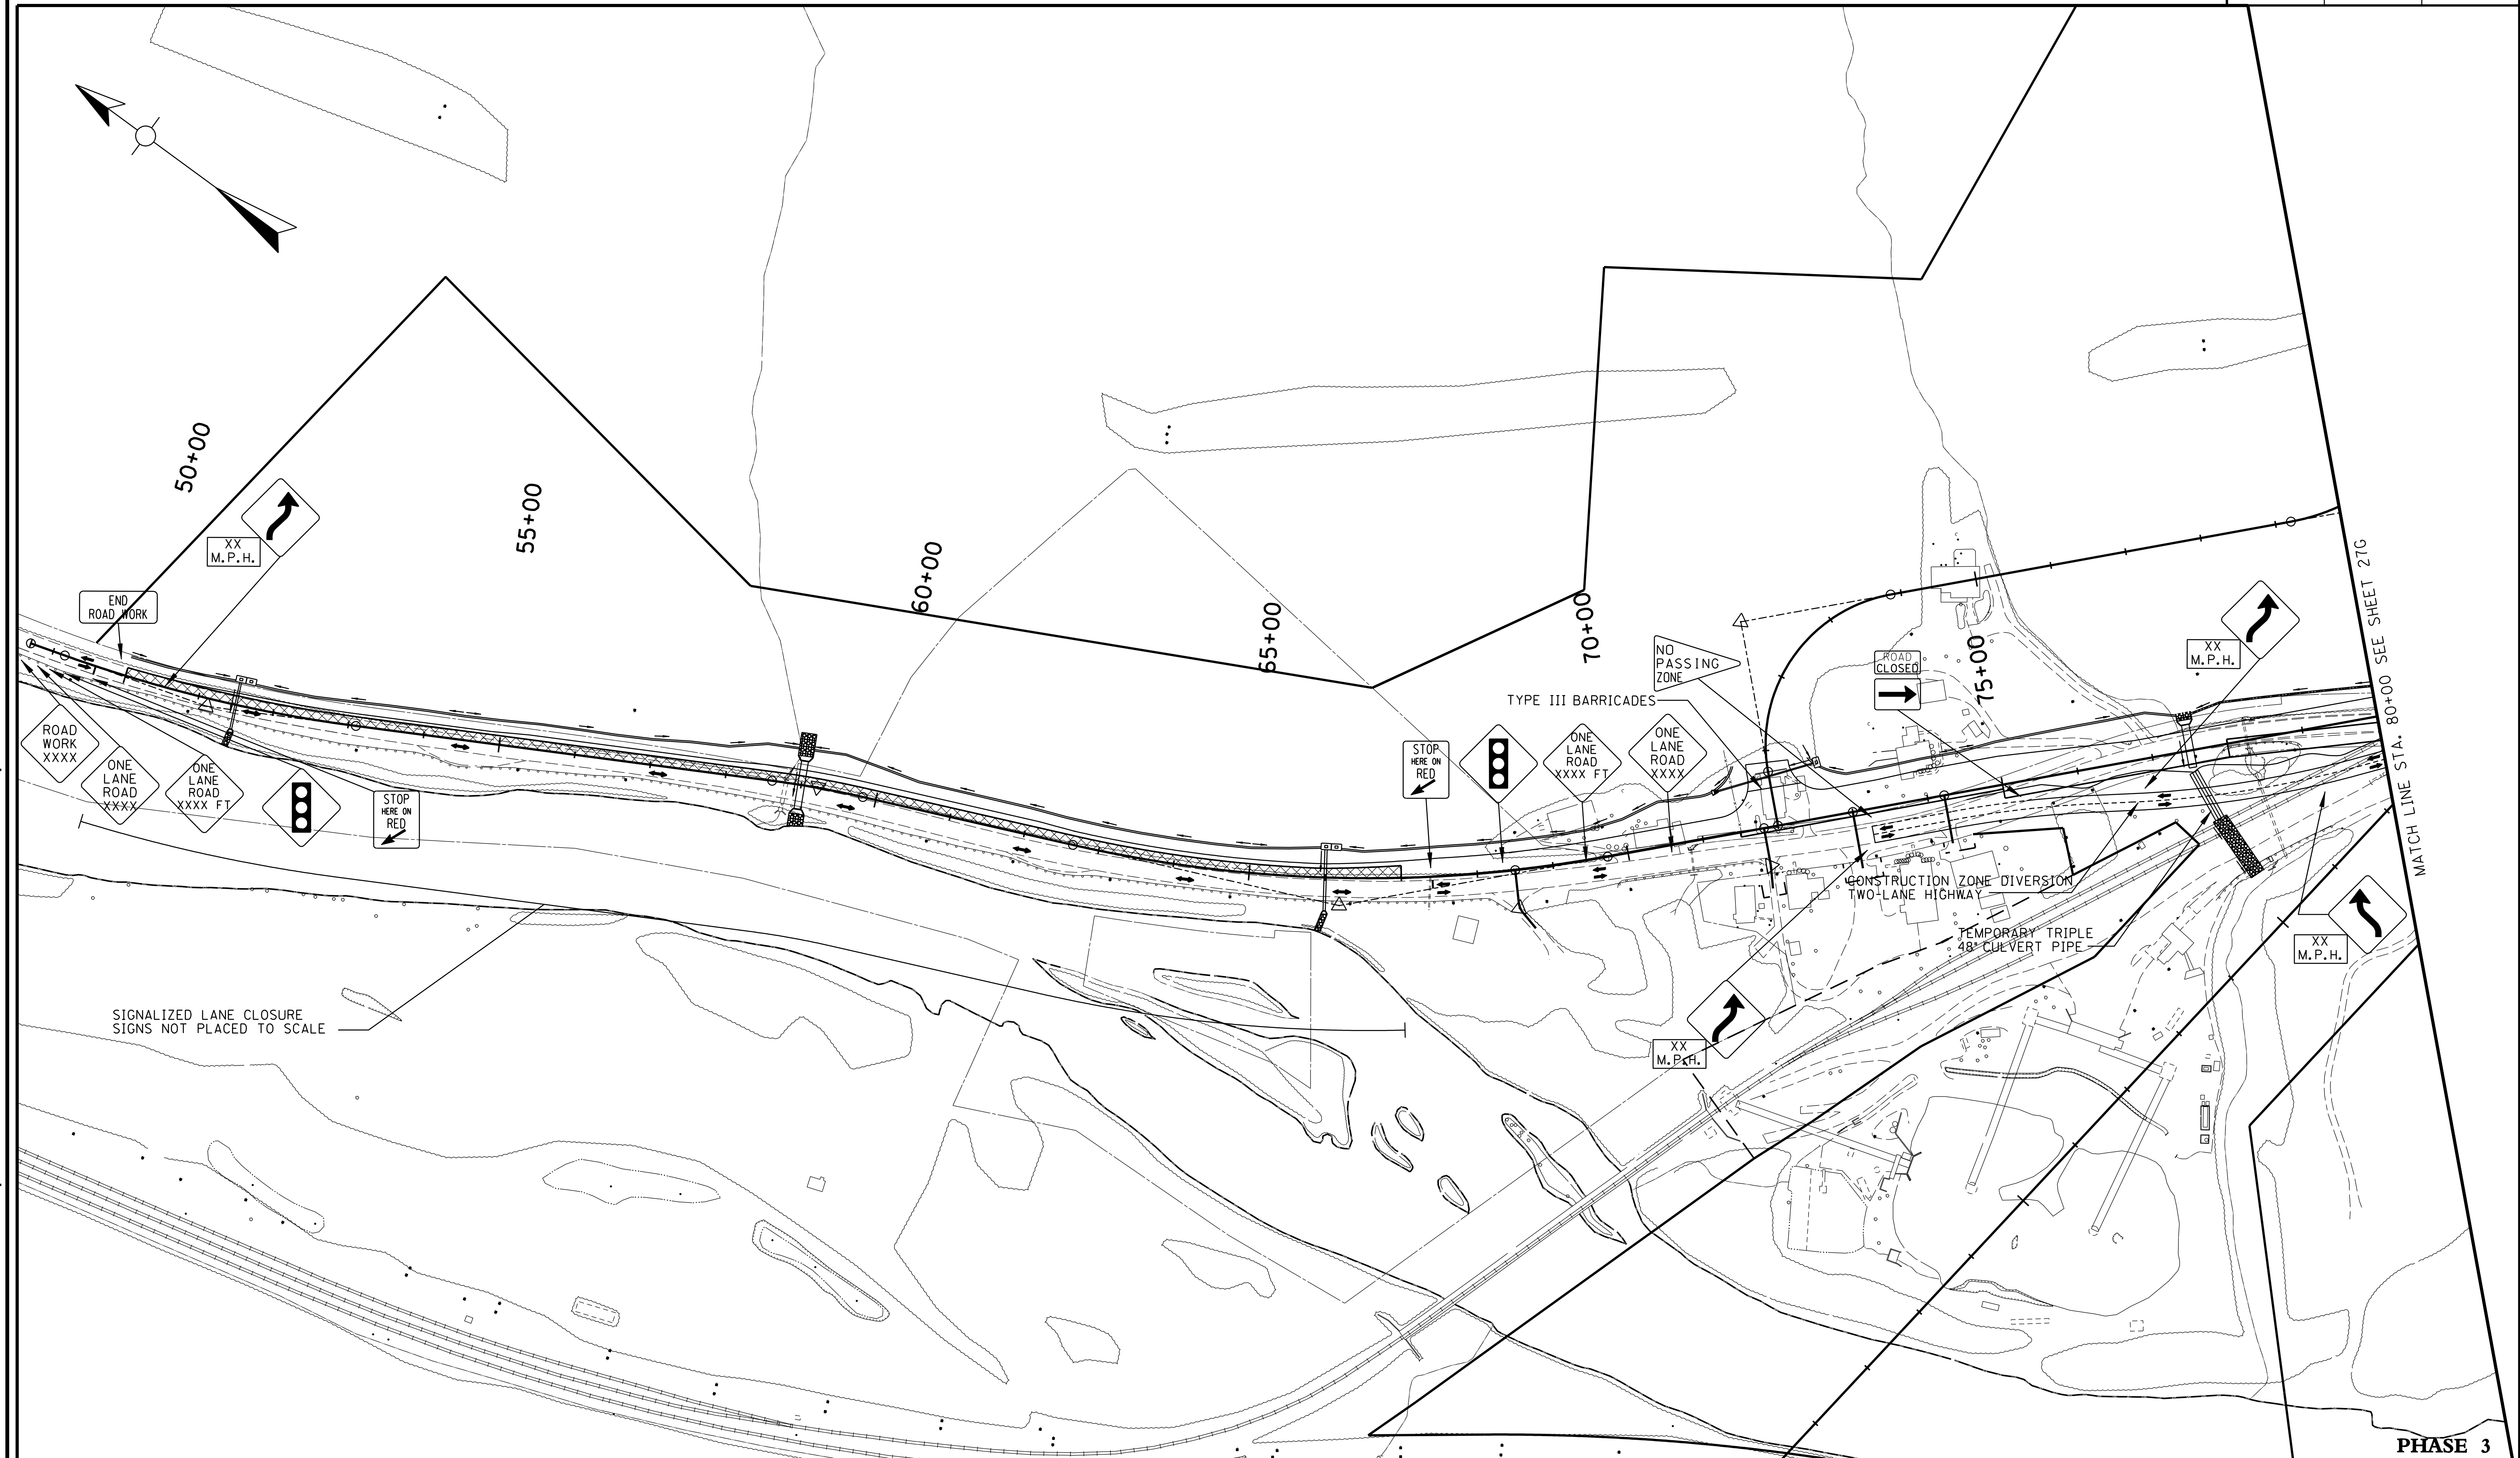 50+00
55+00
60+00
65+00
70+00
75+00
XX
M.P.H.
END
ROAD WORK
ROAD
WORK
XXXX
ONE
LANE
ROAD
XXXX
ONE
LANE
ROAD
XXXX FT
STOP
HERE ON
RED
SIGNALIZED LANE CLOSURE
SIGNS NOT PLACED TO SCALE
STOP
HERE ON
RED
ONE
LANE
ROAD
XXXX FT
ONE
LANE
ROAD
XXXX
TYPE III BARRICADES
NO
PASSING
ZONE
ROAD
CLOSED
XX
M.P.H.
CONSTRUCTION ZONE DIVERSION
TWO-LANE HIGHWAY
TEMPORARY TRIPLE
48" CULVERT PIPE
XX
M.P.H.
XX
M.P.H.
MATCH LINE STA. 80+00 SEE SHEET 27G
PHASE 3